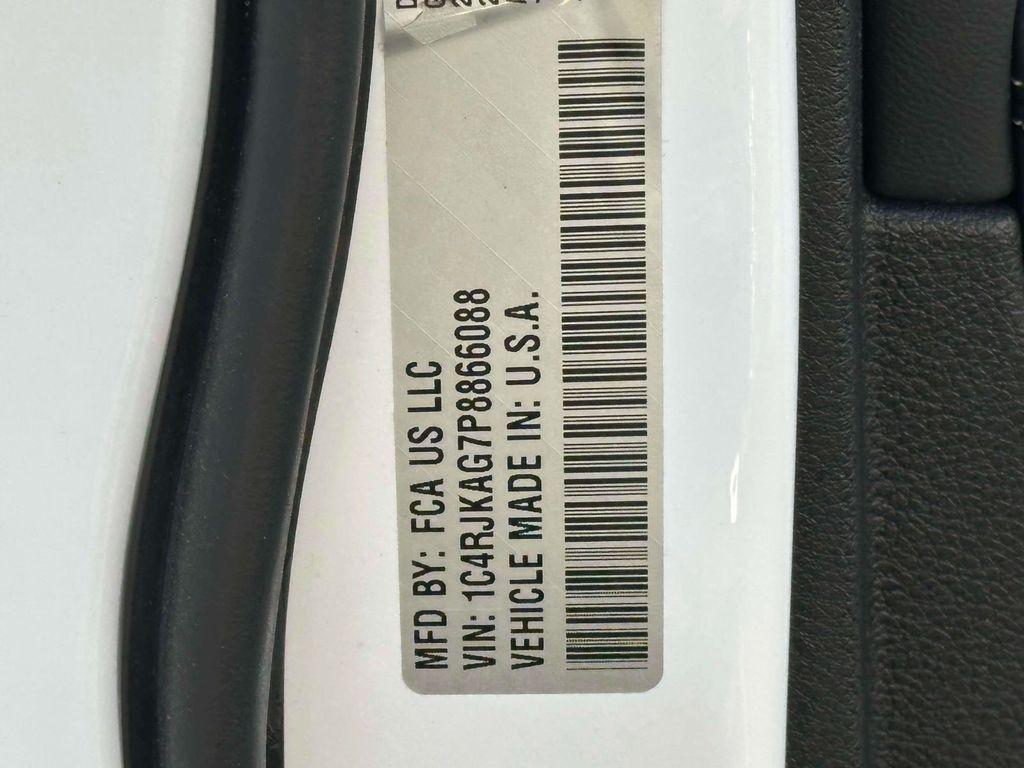 MFD BY: FCA US LLC
VIN: 1C4RJKAG7P8866088
VEHICLE MADE IN: U.S.A.